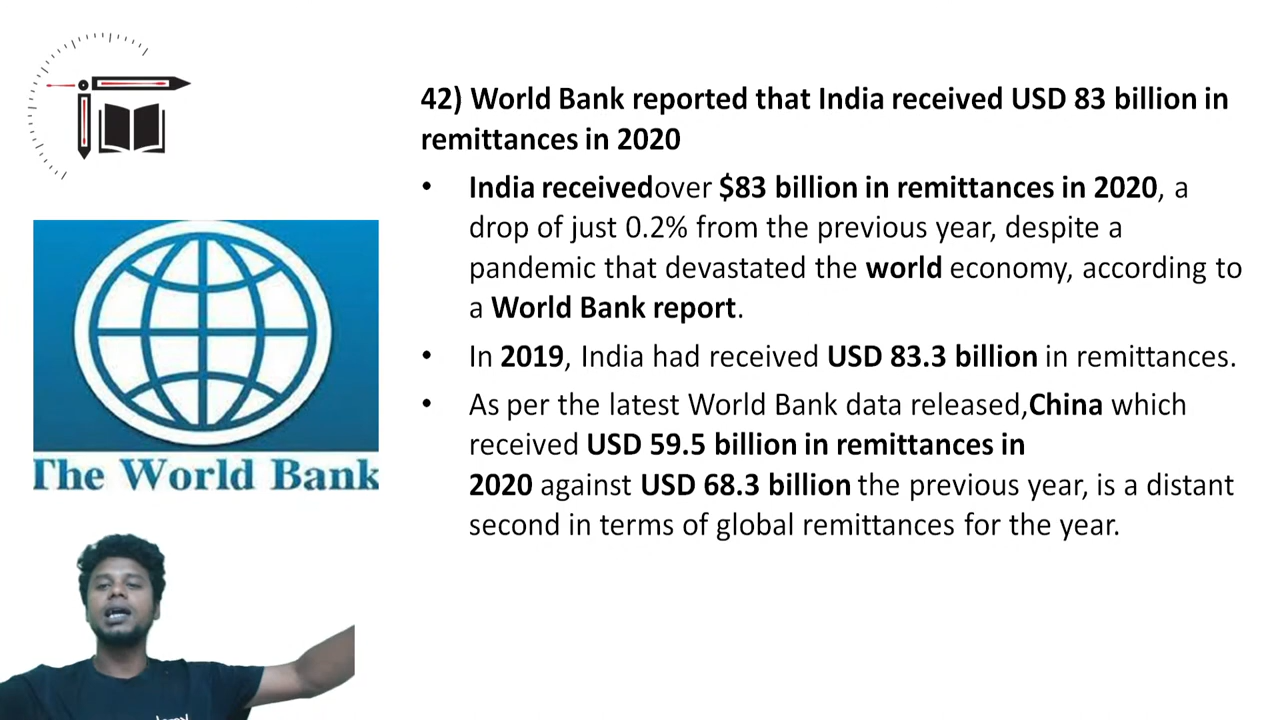 42) World Bank reported that India received USD 83 billion in
remittances in 2020
• India receivedover $83 billion in remittances in 2020, a
drop of just 0.2% from the previous year, despite a
pandemic that devastated the world economy, according to
a World Bank report.
• In 2019, India had received USD 83.3 billion in remittances.
• As per the latest World Bank data released,China which
received USD 59.5 billion in remittances in
2020 against USD 68.3 billion the previous year, is a distant
second in terms of global remittances for the year.
The World Bank